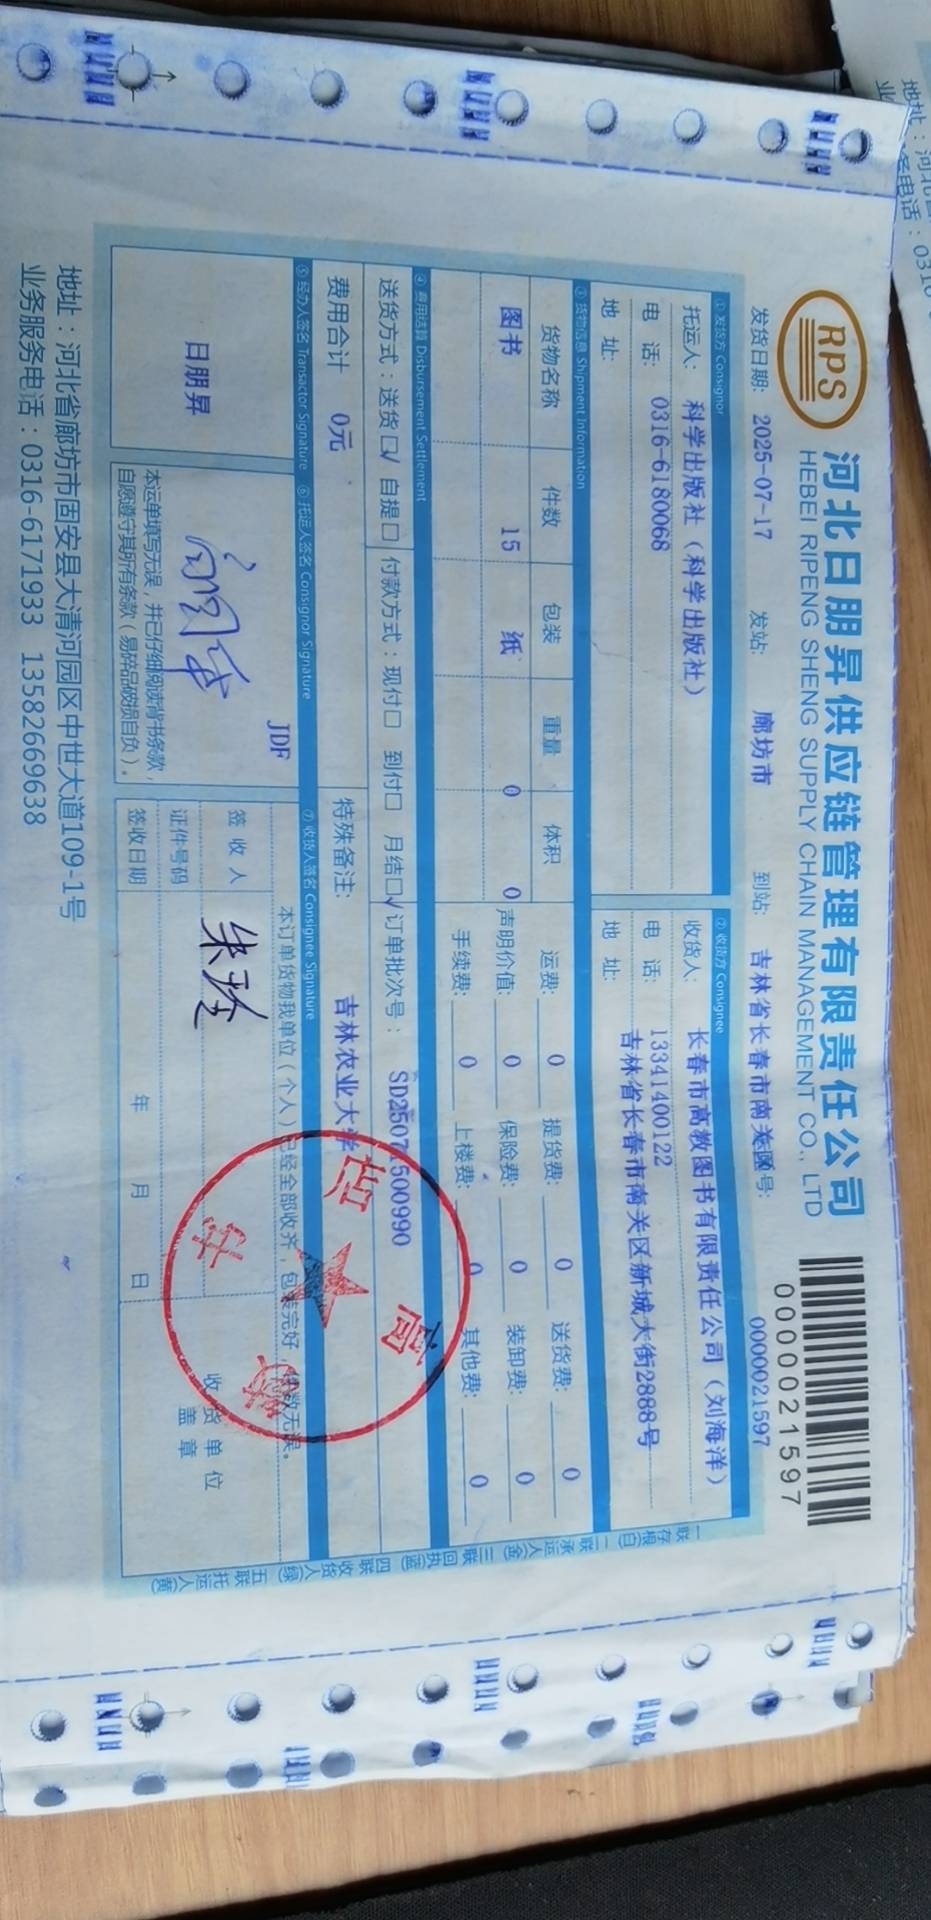 RPS
河北日朋昇供应链管理有限责任公司
HEBEI RIPENG SHENG SUPPLY CHAIN MANAGEMENT CO., LTD
0000021597
发货日期: 2025-07-17 发站: 廊坊市 到站: 吉林省长春市南关区 号: 0000021597
① 发货方 Consignor ② 收货方 Consignee
托运人: 科学出版社（科学出版社） 收货人: 长春市高教图书有限责任公司（刘海洋）
电 话: 0316-6180068 电 话: 13341400122
地 址: 地 址: 吉林省长春市南关区新城大街2888号
③ 货物信息 Shipment Information
货物名称 件数 包装 重量 体积 运费: 0 提货费: 0 送货费: 0
图书 15 纸 0 0 声明价值: 0 保险费: 0 装卸费: 0
手续费: 0 上楼费: 0 其他费: 0
④ 费用结算 Disbursement Settlement
送货方式：送货☑ 自提☐ 付款方式：现付☐ 到付☐ 月结☑ 订单批次号： SD250715500990
费用合计 0元 特殊备注: 吉林农业大学
⑤ 经办人签名 Transactor Signature ⑥ 托运人签名 Consignor Signature ⑦ 收货人签名 Consignee Signature
日朋昇
JDF
本运单填写无误，并已仔细阅读背书条款，
自愿遵守其所有条款（易碎品破损自负）。
本订单货物我单位（个人）已经全部收齐，包装完好，件数无误。
签 收 人 朱玲
证件号码
签收日期 年 月 日
收 货 单 位
盖 章
一联存根(白) 二联承运人(金) 三联回执(蓝) 四联收货人(绿) 五联托运人(黄)
地址：河北省廊坊市固安县大清河园区中世大道109-1号
业务服务电话：0316-6171933 13582669638